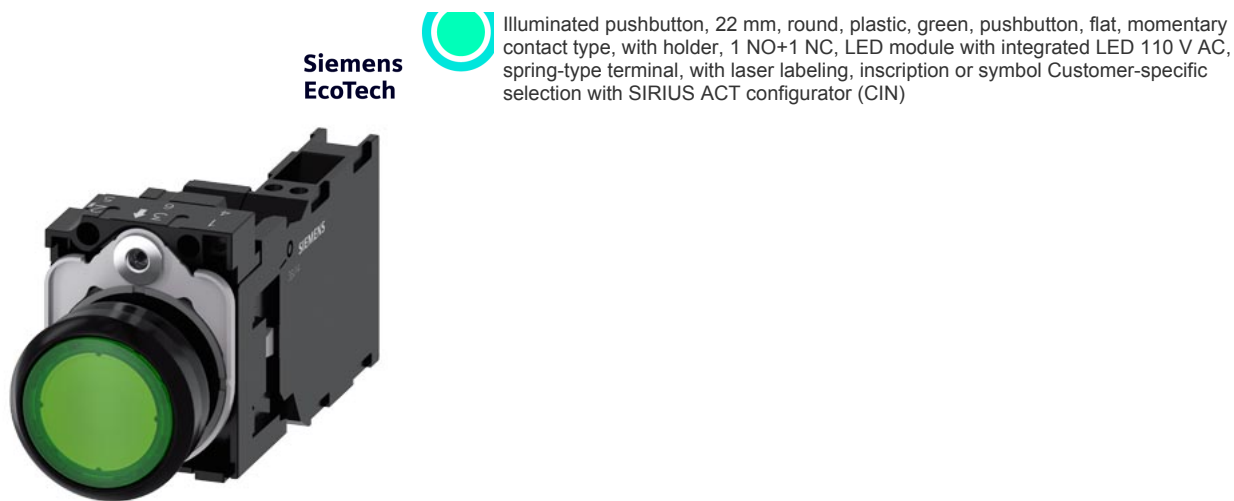 Illuminated pushbutton, 22 mm, round, plastic, green, pushbutton, flat, momentary
contact type, with holder, 1 NO+1 NC, LED module with integrated LED 110 V AC,
spring-type terminal, with laser labeling, inscription or symbol Customer-specific
selection with SIRIUS ACT configurator (CIN)
Siemens
EcoTech
SIEMENS